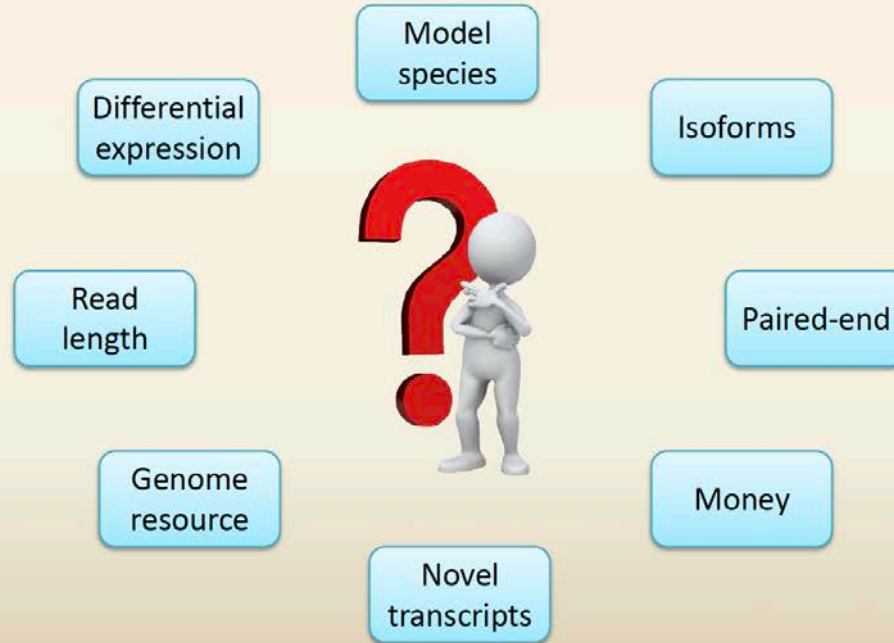 Model
species
Differential
expression
Isoforms
Read
length
Paired-end
Genome
resource
Money
Novel
transcripts